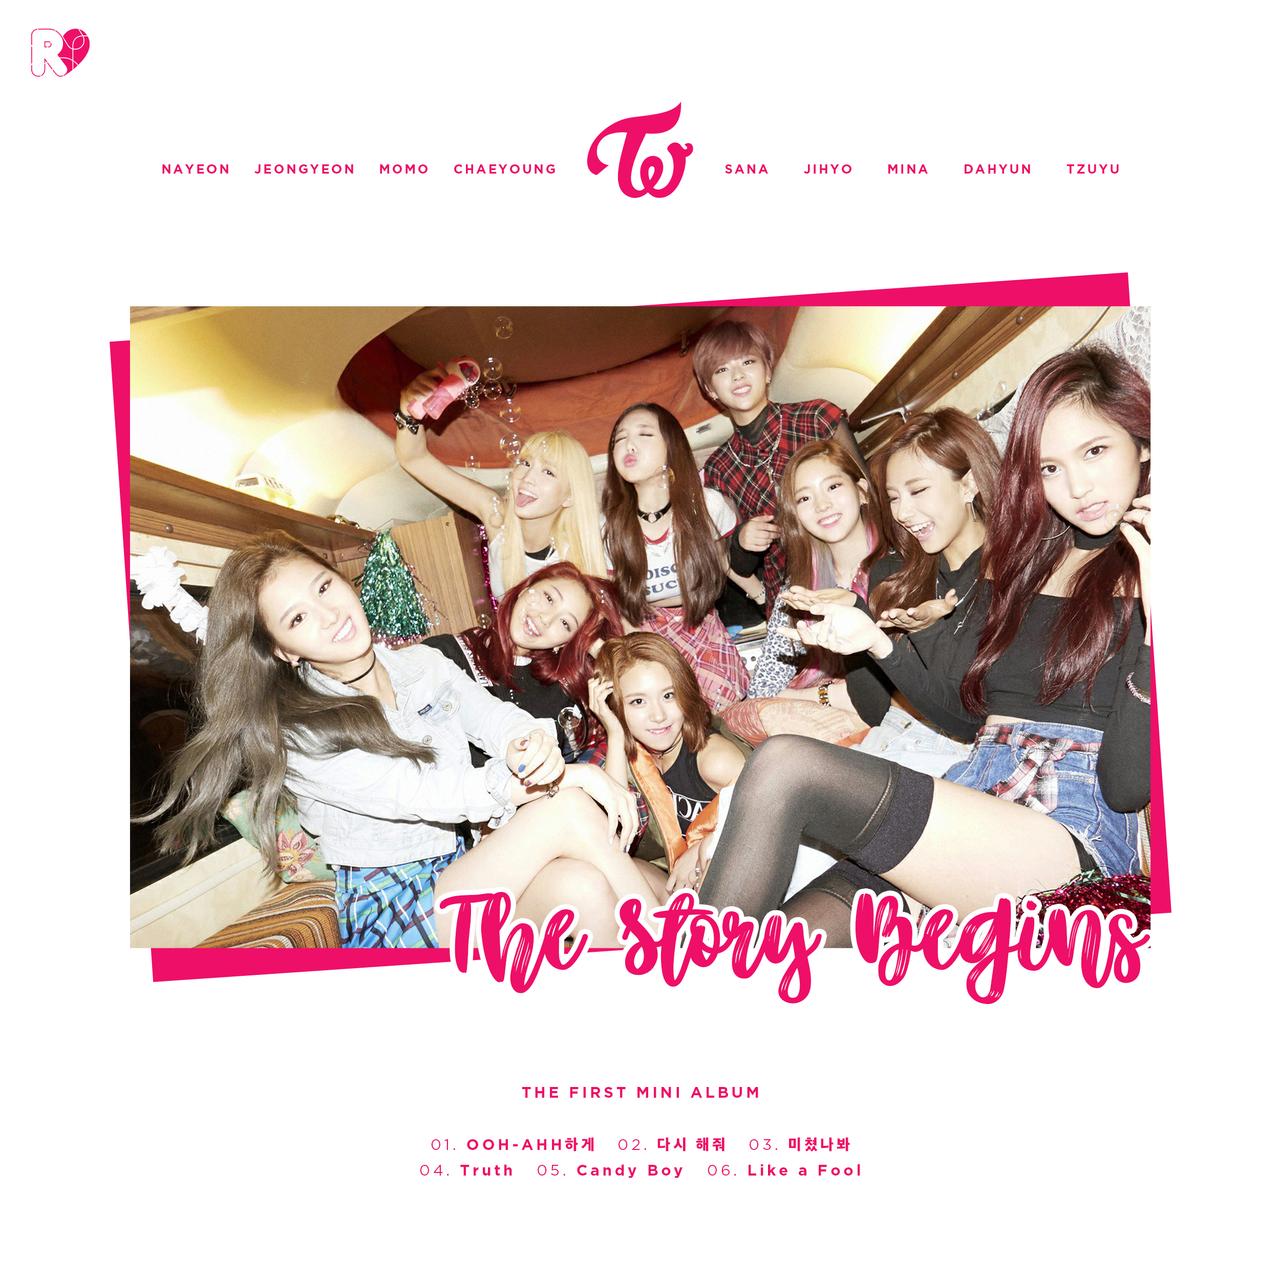 R
NAYEON JEONGYEON MOMO CHAEYOUNG Tw SANA JIHYO MINA DAHYUN TZUYU
DISC
SUC
The Story Begins
THE FIRST MINI ALBUM
01. OOH-AHH하게 02. 다시 해줘 03. 미쳤나봐
04. Truth 05. Candy Boy 06. Like a Fool